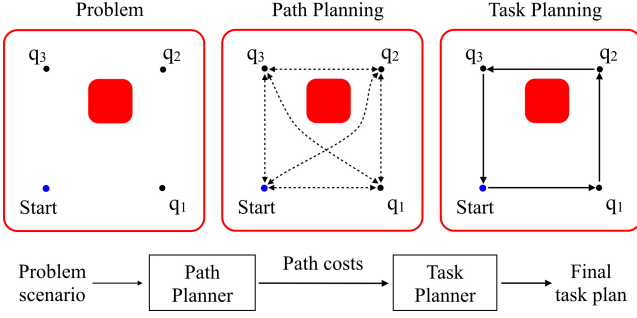 Problem
Path Planning
Task Planning
q3
q2
Start
q1
q3
q2
Start
q1
q3
q2
Start
q1
Problem
scenario
Path
Planner
Path costs
Task
Planner
Final
task plan